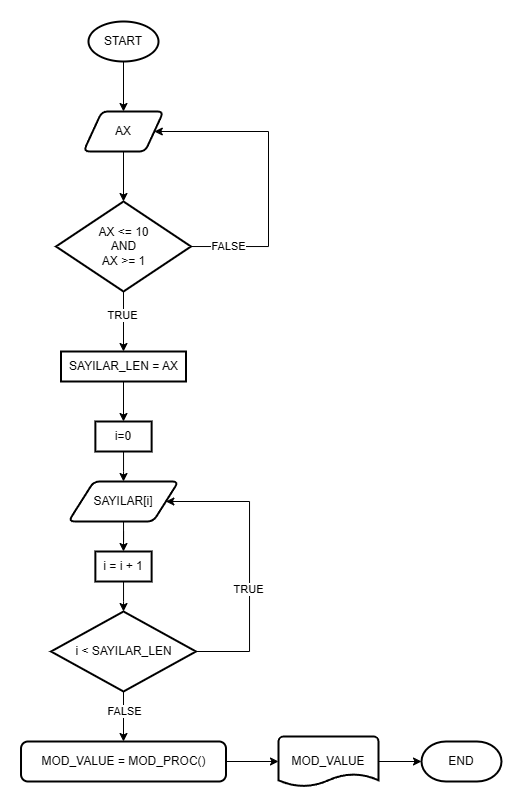 START
AX
AX <= 10
AND
AX >= 1
FALSE
TRUE
SAYILAR_LEN = AX
i=0
SAYILAR[i]
i = i + 1
TRUE
i < SAYILAR_LEN
FALSE
MOD_VALUE = MOD_PROC()
MOD_VALUE
END